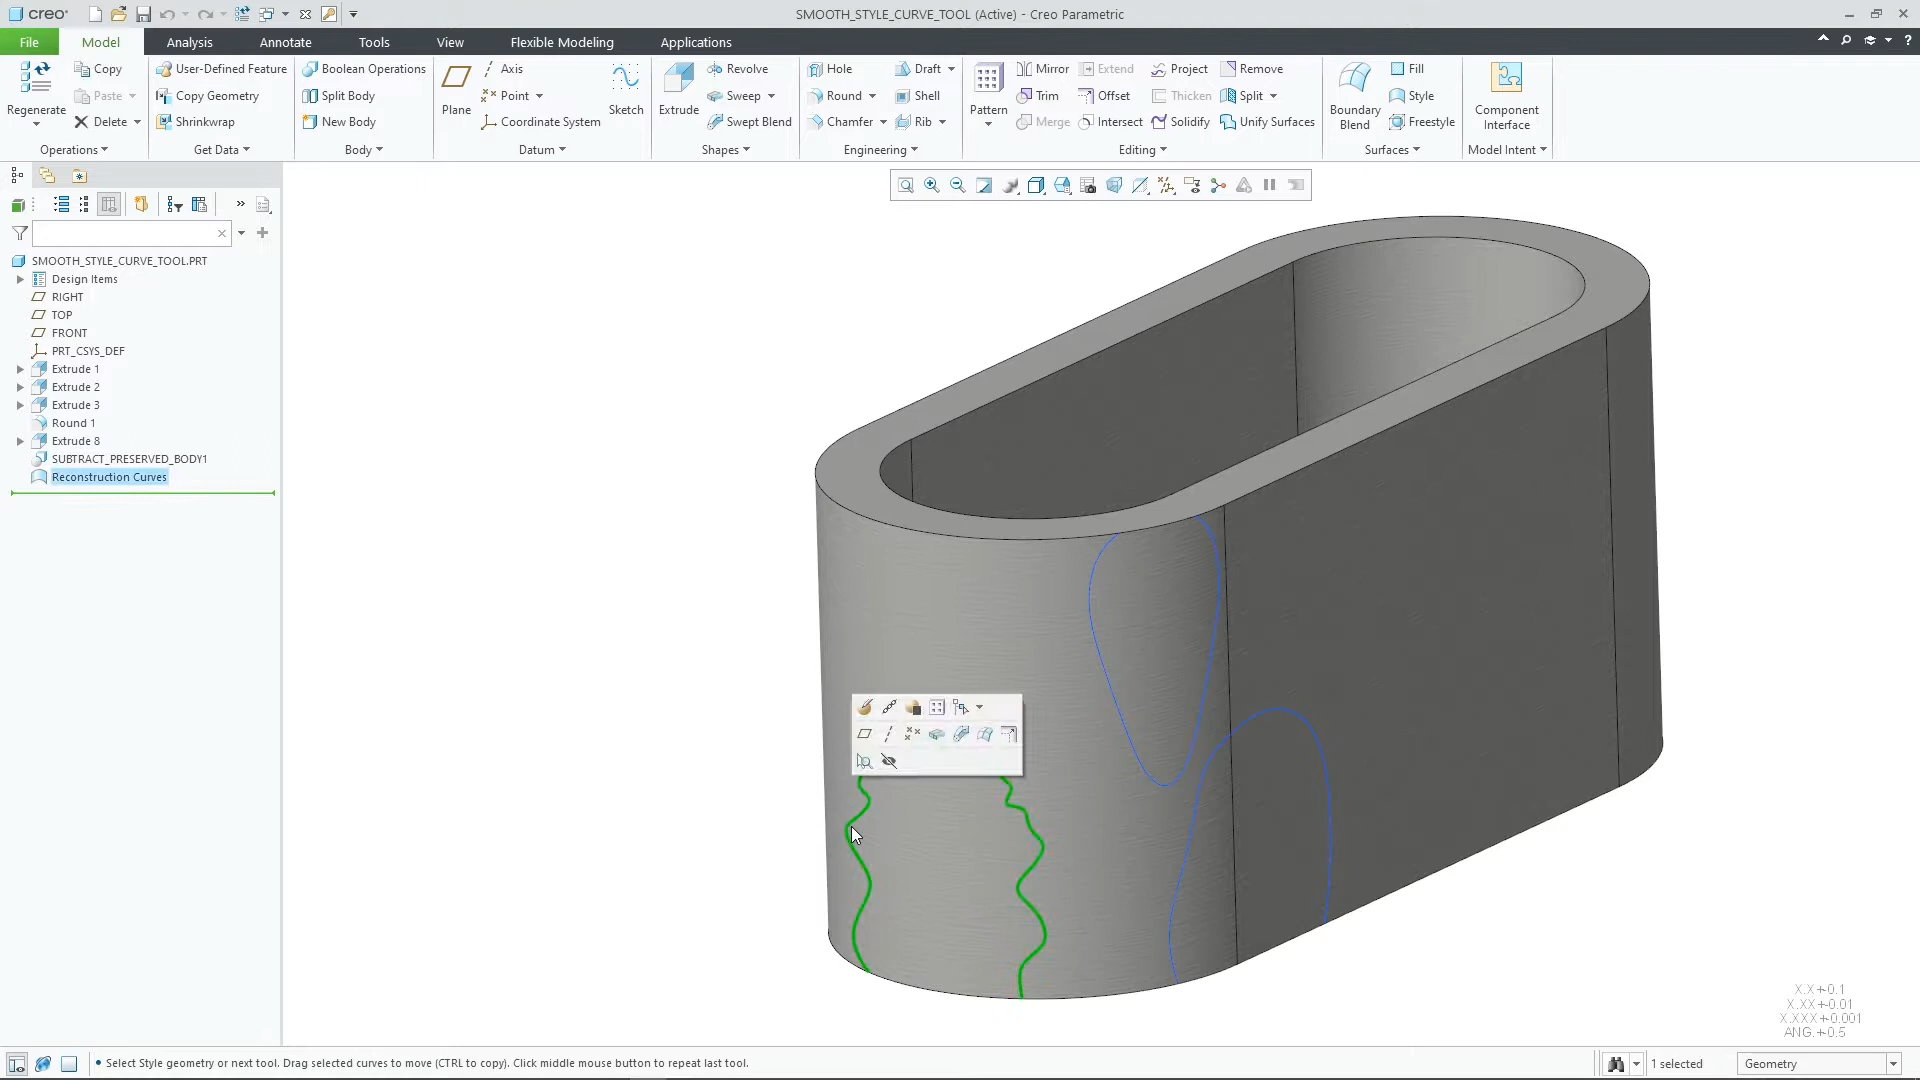 creo
SMOOTH_STYLE_CURVE_TOOL (Active) - Creo Parametric
File Model Analysis Annotate Tools View Flexible Modeling Applications
Regenerate
Copy
Paste
Delete
Operations
User-Defined Feature
Copy Geometry
Shrinkwrap
Get Data
Boolean Operations
Split Body
New Body
Body
Plane
Axis
Point
Coordinate System
Sketch
Datum
Extrude
Revolve
Sweep
Swept Blend
Shapes
Hole
Round
Chamfer
Draft
Shell
Rib
Engineering
Pattern
Mirror
Trim
Merge
Extend
Offset
Intersect
Project
Thicken
Solidify
Remove
Split
Unify Surfaces
Editing
Boundary
Blend
Fill
Style
Freestyle
Surfaces
Component
Interface
Model Intent
SMOOTH_STYLE_CURVE_TOOL.PRT
Design Items
RIGHT
TOP
FRONT
PRT_CSYS_DEF
Extrude 1
Extrude 2
Extrude 3
Round 1
Extrude 8
SUBTRACT_PRESERVED_BODY1
Reconstruction Curves
X.X+-0.1
X.XX+-0.01
X.XXX+-0.001
ANG.+-0.5
• Select Style geometry or next tool. Drag selected curves to move (CTRL to copy). Click middle mouse button to repeat last tool.
1 selected
Geometry